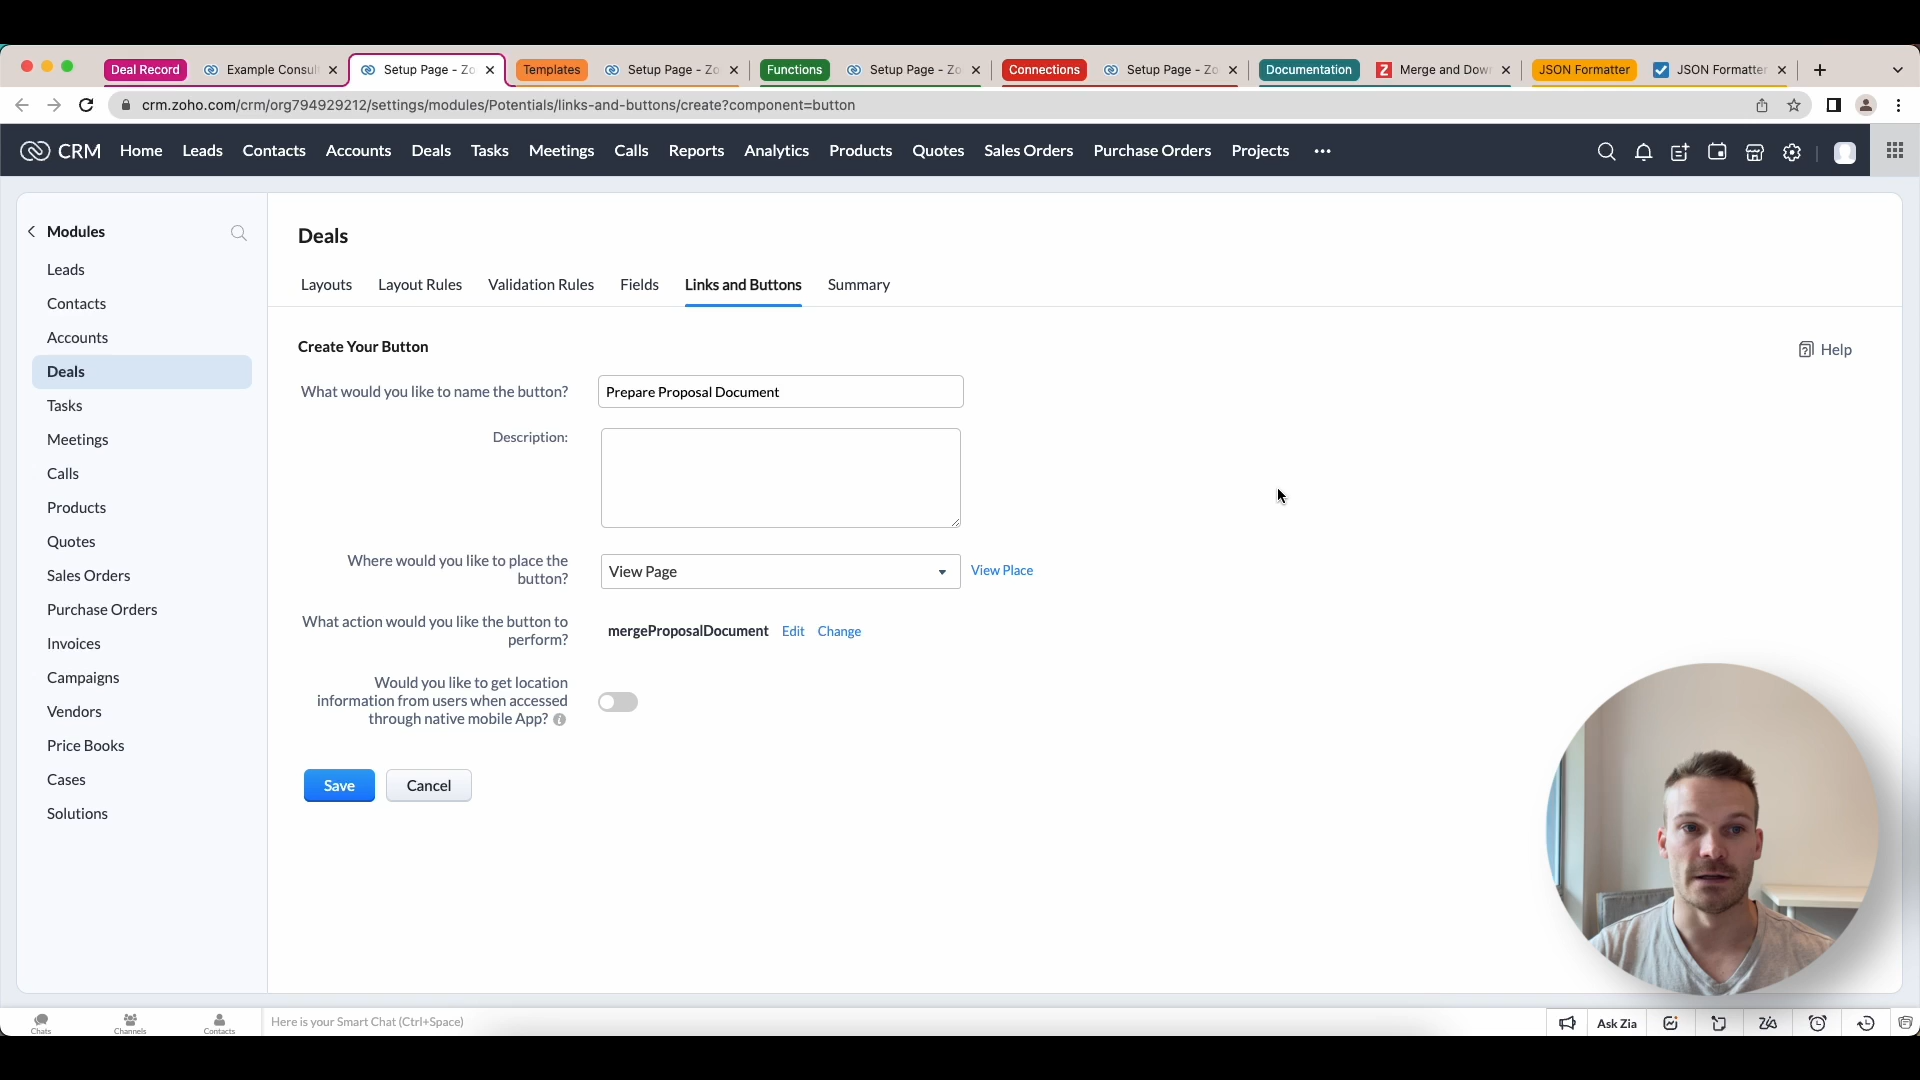 Deal Record
Example Consul
Setup Page - Zo
Templates
Setup Page - Zo
Functions
Setup Page - Zo
Connections
Setup Page - Zo
Documentation
Merge and Dow
JSON Formatter
JSON Formatter
crm.zoho.com/crm/org794929212/settings/modules/Potentials/links-and-buttons/create?component=button
CRM Home Leads Contacts Accounts Deals Tasks Meetings Calls Reports Analytics Products Quotes Sales Orders Purchase Orders Projects
Modules
Leads
Contacts
Accounts
Deals
Tasks
Meetings
Calls
Products
Quotes
Sales Orders
Purchase Orders
Invoices
Campaigns
Vendors
Price Books
Cases
Solutions
Deals
Layouts Layout Rules Validation Rules Fields Links and Buttons Summary
Create Your Button
Help
What would you like to name the button?
Prepare Proposal Document
Description:
Where would you like to place the
button?
View Page
View Place
What action would you like the button to
perform?
mergeProposalDocument Edit Change
Would you like to get location
information from users when accessed
through native mobile App?
Save
Cancel
Chats
Channels
Contacts
Here is your Smart Chat (Ctrl+Space)
Ask Zia